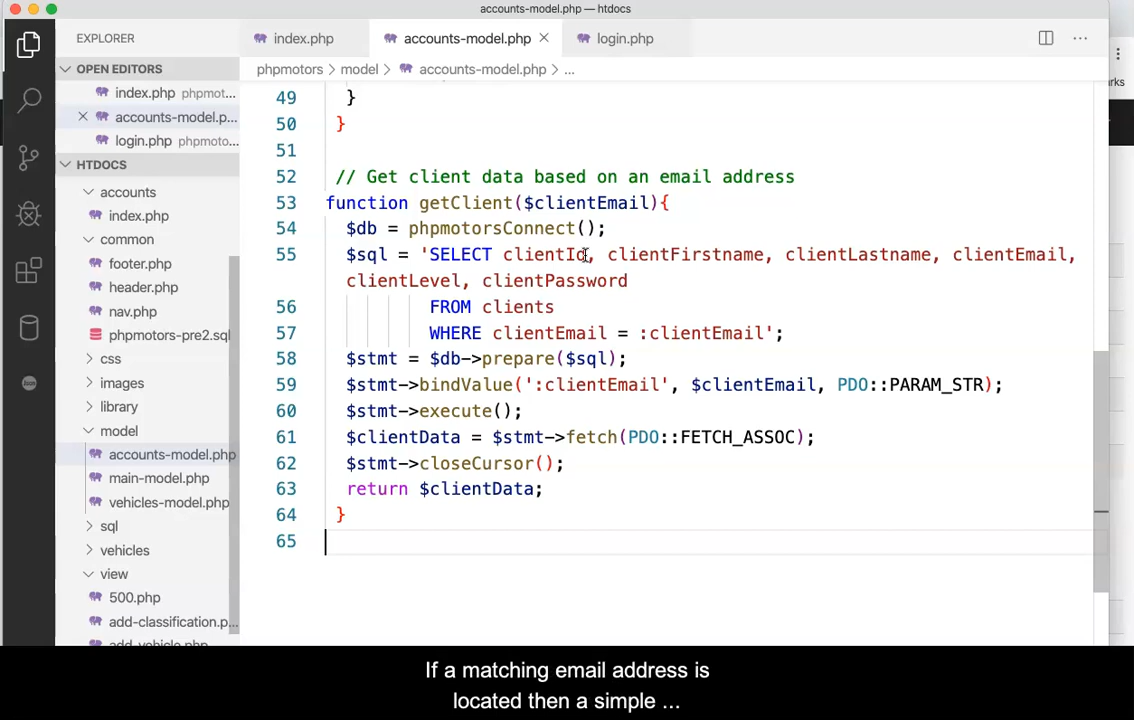 accounts-model.php — htdocs
EXPLORER
index.php
accounts-model.php
login.php
OPEN EDITORS
phpmotors > model > accounts-model.php > ...
index.php phpmot...
accounts-model.p...
login.php phpmoto...
HTDOCS
accounts
index.php
common
footer.php
header.php
nav.php
phpmotors-pre2.sql
css
images
library
model
accounts-model.php
main-model.php
vehicles-model.php
sql
vehicles
view
500.php
add-classification.p...
add-vehicle.php
49 }
50 }
51
52 // Get client data based on an email address
53 function getClient($clientEmail){
54 $db = phpmotorsConnect();
55 $sql = 'SELECT clientId, clientFirstname, clientLastname, clientEmail,
clientLevel, clientPassword
56 FROM clients
57 WHERE clientEmail = :clientEmail';
58 $stmt = $db->prepare($sql);
59 $stmt->bindValue(':clientEmail', $clientEmail, PDO::PARAM_STR);
60 $stmt->execute();
61 $clientData = $stmt->fetch(PDO::FETCH_ASSOC);
62 $stmt->closeCursor();
63 return $clientData;
64 }
65
If a matching email address is
located then a simple ...